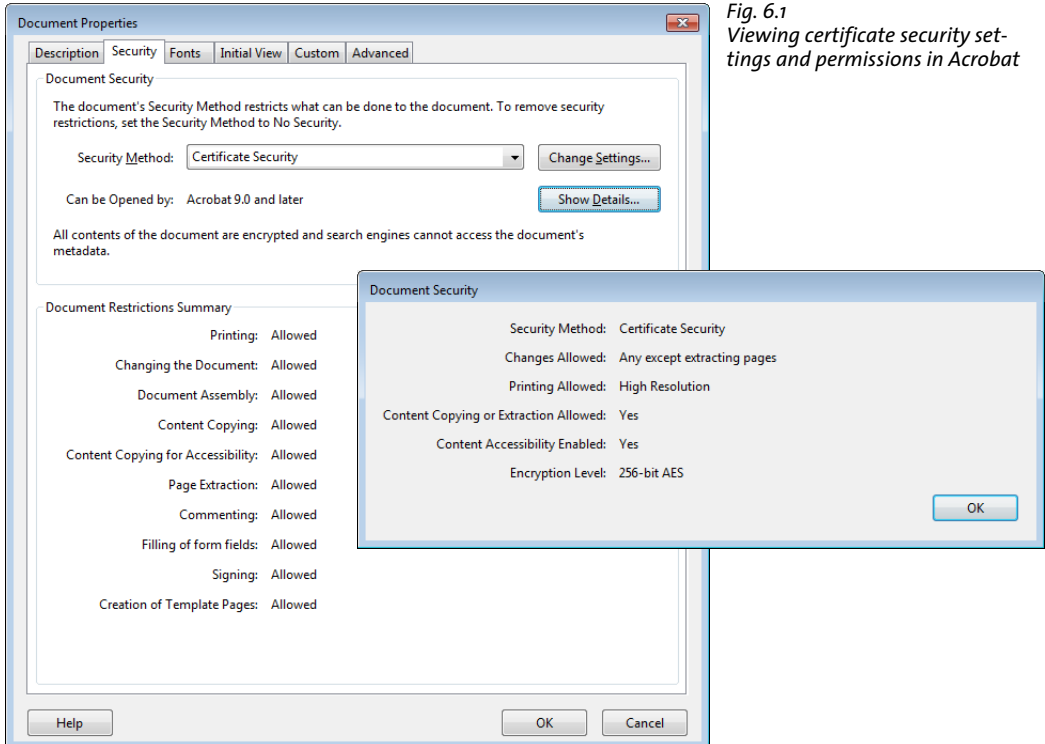 Document Properties
Description Security Fonts Initial View Custom Advanced
Document Security
The document's Security Method restricts what can be done to the document. To remove security
restrictions, set the Security Method to No Security.
Security Method: Certificate Security Change Settings...
Can be Opened by: Acrobat 9.0 and later Show Details...
All contents of the document are encrypted and search engines cannot access the document's
metadata.
Document Restrictions Summary
Printing: Allowed
Changing the Document: Allowed
Document Assembly: Allowed
Content Copying: Allowed
Content Copying for Accessibility: Allowed
Page Extraction: Allowed
Commenting: Allowed
Filling of form fields: Allowed
Signing: Allowed
Creation of Template Pages: Allowed
Help OK Cancel
Document Security
Security Method: Certificate Security
Changes Allowed: Any except extracting pages
Printing Allowed: High Resolution
Content Copying or Extraction Allowed: Yes
Content Accessibility Enabled: Yes
Encryption Level: 256-bit AES
OK
Fig. 6.1
Viewing certificate security set-
tings and permissions in Acrobat